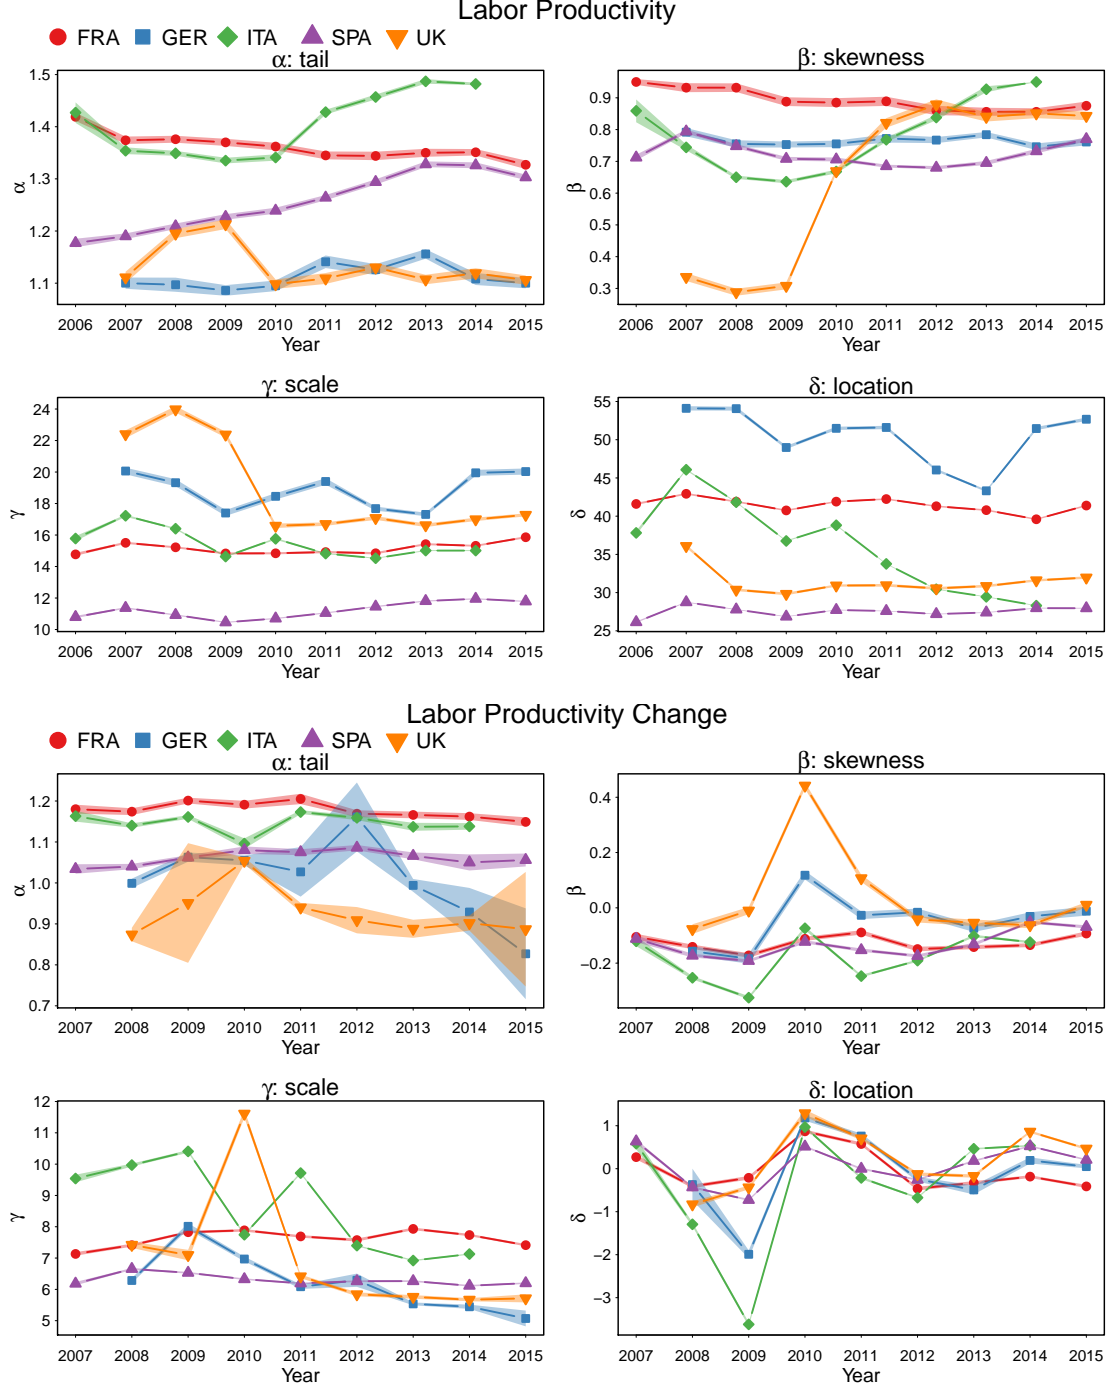 Labor Productivity
FRA GER ITA SPA UK
α: tail
β: skewness
1.5
1.4
1.3
1.2
1.1
α
2006 2007 2008 2009 2010 2011 2012 2013 2014 2015
Year
0.9
0.8
0.7
0.6
0.5
0.4
0.3
β
2006 2007 2008 2009 2010 2011 2012 2013 2014 2015
Year
γ: scale
δ: location
24
22
20
18
16
14
12
10
γ
2006 2007 2008 2009 2010 2011 2012 2013 2014 2015
Year
55
50
45
40
35
30
25
δ
2006 2007 2008 2009 2010 2011 2012 2013 2014 2015
Year
Labor Productivity Change
FRA GER ITA SPA UK
α: tail
β: skewness
1.2
1.1
1.0
0.9
0.8
0.7
α
2007 2008 2009 2010 2011 2012 2013 2014 2015
Year
0.4
0.2
0.0
−0.2
β
2007 2008 2009 2010 2011 2012 2013 2014 2015
Year
γ: scale
δ: location
12
11
10
9
8
7
6
5
γ
2007 2008 2009 2010 2011 2012 2013 2014 2015
Year
1
0
−1
−2
−3
δ
2007 2008 2009 2010 2011 2012 2013 2014 2015
Year